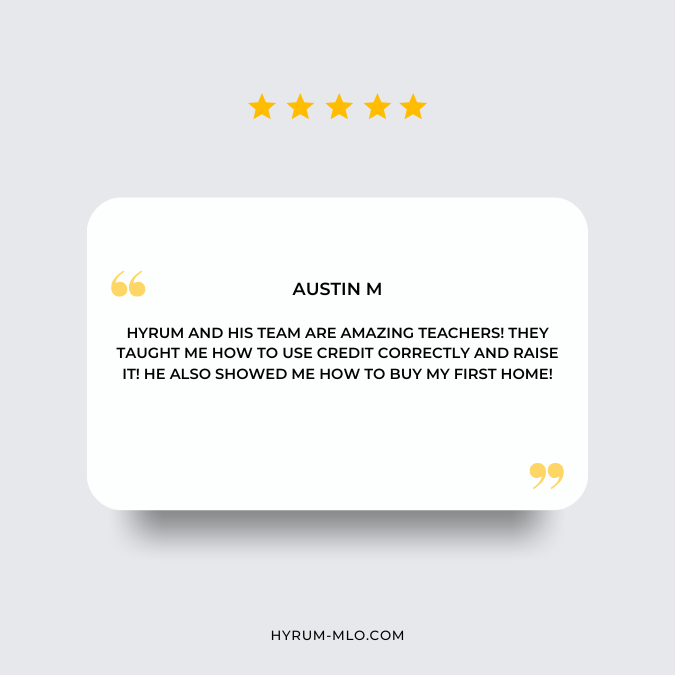 “
AUSTIN M
HYRUM AND HIS TEAM ARE AMAZING TEACHERS! THEY
TAUGHT ME HOW TO USE CREDIT CORRECTLY AND RAISE
IT! HE ALSO SHOWED ME HOW TO BUY MY FIRST HOME!
”
HYRUM-MLO.COM